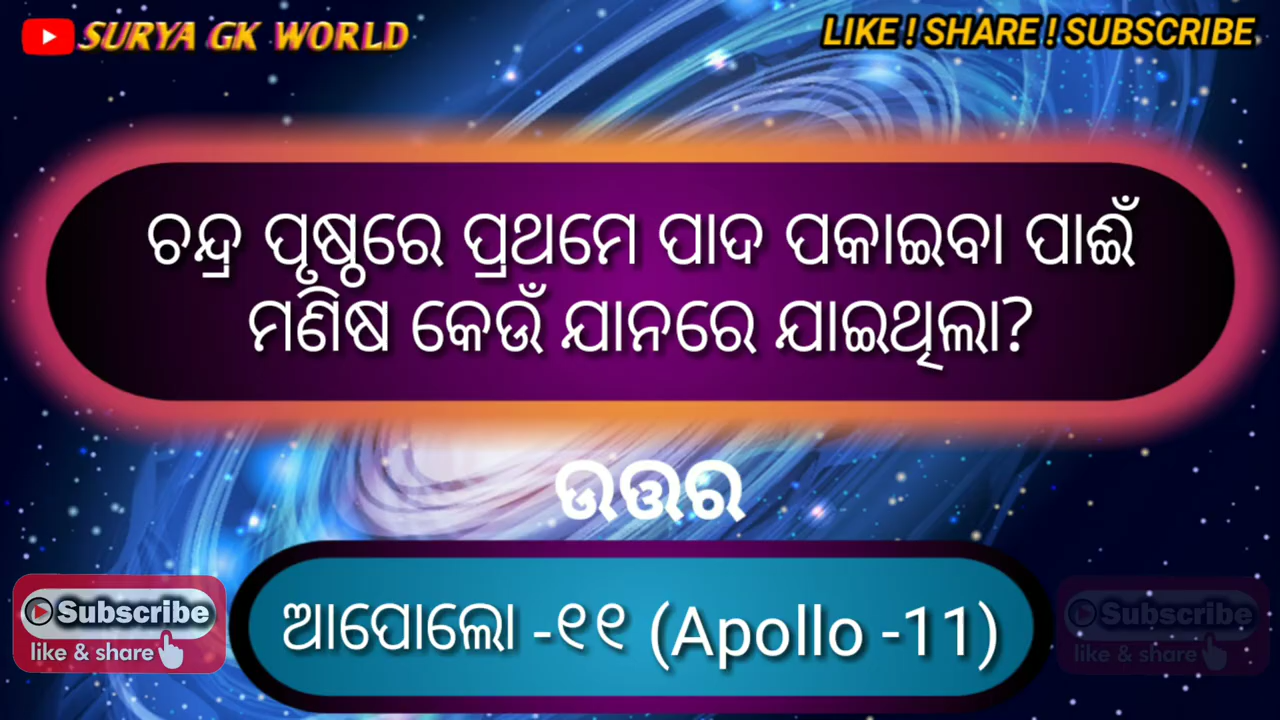 SURYA GK WORLD
LIKE ! SHARE ! SUBSCRIBE
ଚନ୍ଦ୍ର ପୃଷ୍ଠରେ ପ୍ରଥମେ ପାଦ ପକାଇବା ପାଈଁ
ମଣିଷ କେଉଁ ଯାନରେ ଯାଇଥିଲା?
ଉତ୍ତର
ଆପୋଲୋ -୧୧ (Apollo -11)
Subscribe
like & share
Subscribe
like & share